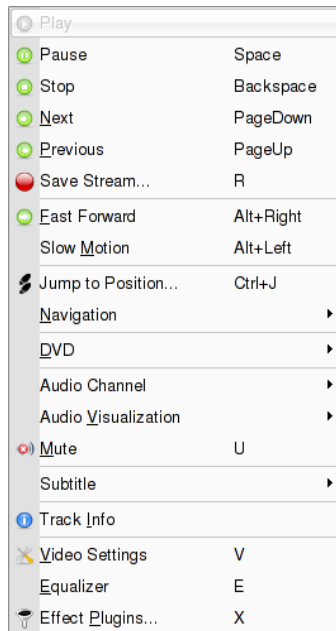 Play
Pause Space
Stop Backspace
Next PageDown
Previous PageUp
Save Stream... R
Fast Forward Alt+Right
Slow Motion Alt+Left
Jump to Position... Ctrl+J
Navigation
DVD
Audio Channel
Audio Visualization
Mute U
Subtitle
Track Info
Video Settings V
Equalizer E
Effect Plugins... X